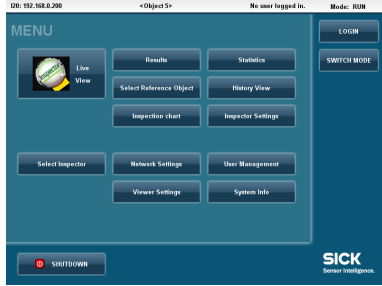 I20: 192.168.0.200 <Object 5> No user logged in. Mode: RUN
MENU
LOGIN
SWITCH MODE
Inspector
Live
View
Results
Statistics
Select Reference Object
History View
Inspection chart
Inspector Settings
Select Inspector
Network Settings
User Management
Viewer Settings
System Info
SHUTDOWN
SICK
Sensor Intelligence.